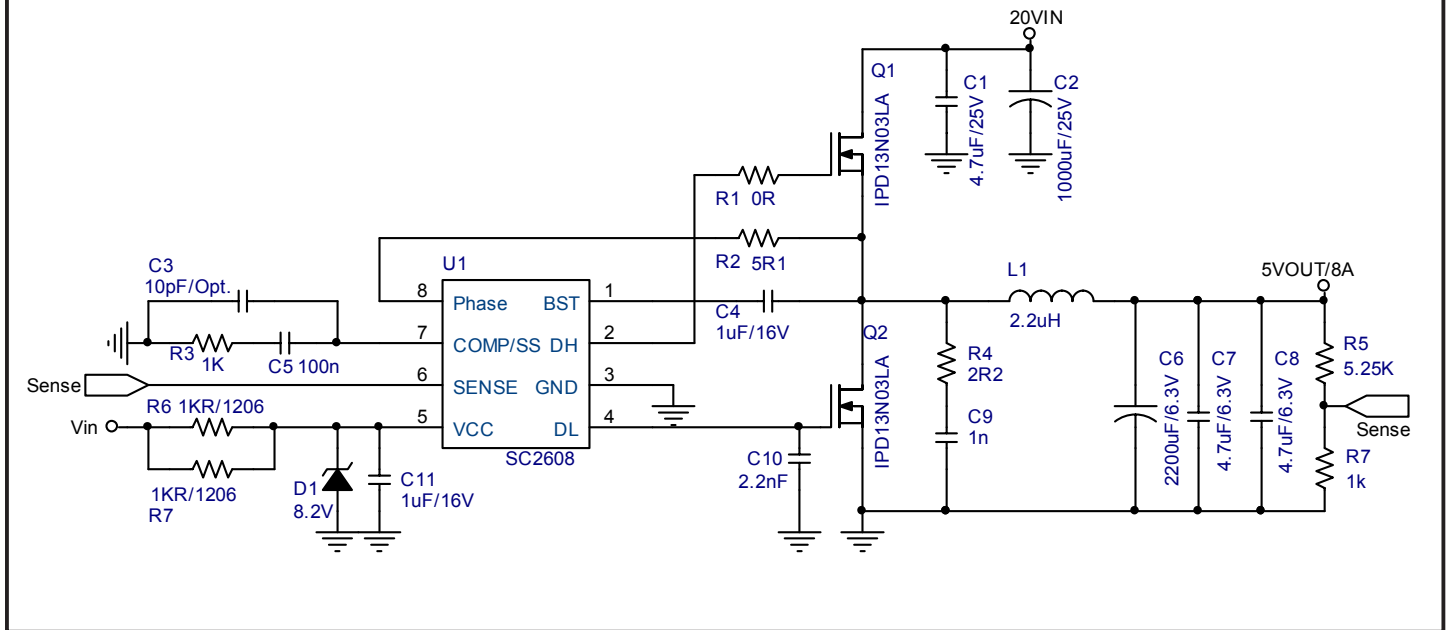 20VIN
Q1
IPD13N03LA
C1
4.7uF/25V
C2
1000uF/25V
R1 0R
R2 5R1
C3
10pF/Opt.
U1
8 Phase BST 1
7 COMP/SS DH 2
6 SENSE GND 3
5 VCC DL 4
SC2608
R3 1K
C5 100n
Sense
R6 1KR/1206
Vin
1KR/1206
R7
D1
8.2V
C11
1uF/16V
C4
1uF/16V
Q2
IPD13N03LA
C10
2.2nF
L1
2.2uH
R4
2R2
C9
1n
5VOUT/8A
C6
2200uF/6.3V
C7
4.7uF/6.3V
C8
4.7uF/6.3V
R5
5.25K
Sense
R7
1k